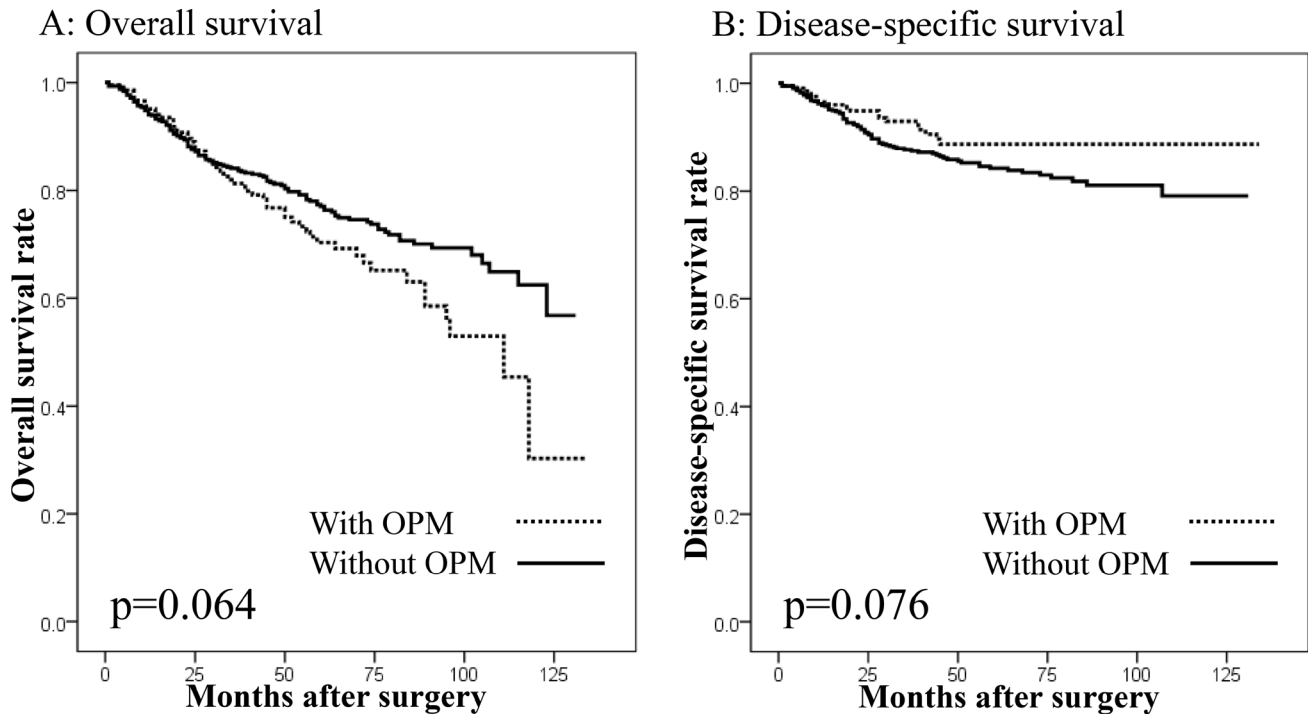 A: Overall survival
Overall survival rate
1.0
0.8
0.6
0.4
0.2
0.0
With OPM
Without OPM
p=0.064
0 25 50 75 100 125
Months after surgery
B: Disease-specific survival
Disease-specific survival rate
1.0
0.8
0.6
0.4
0.2
0.0
With OPM
Without OPM
p=0.076
0 25 50 75 100 125
Months after surgery